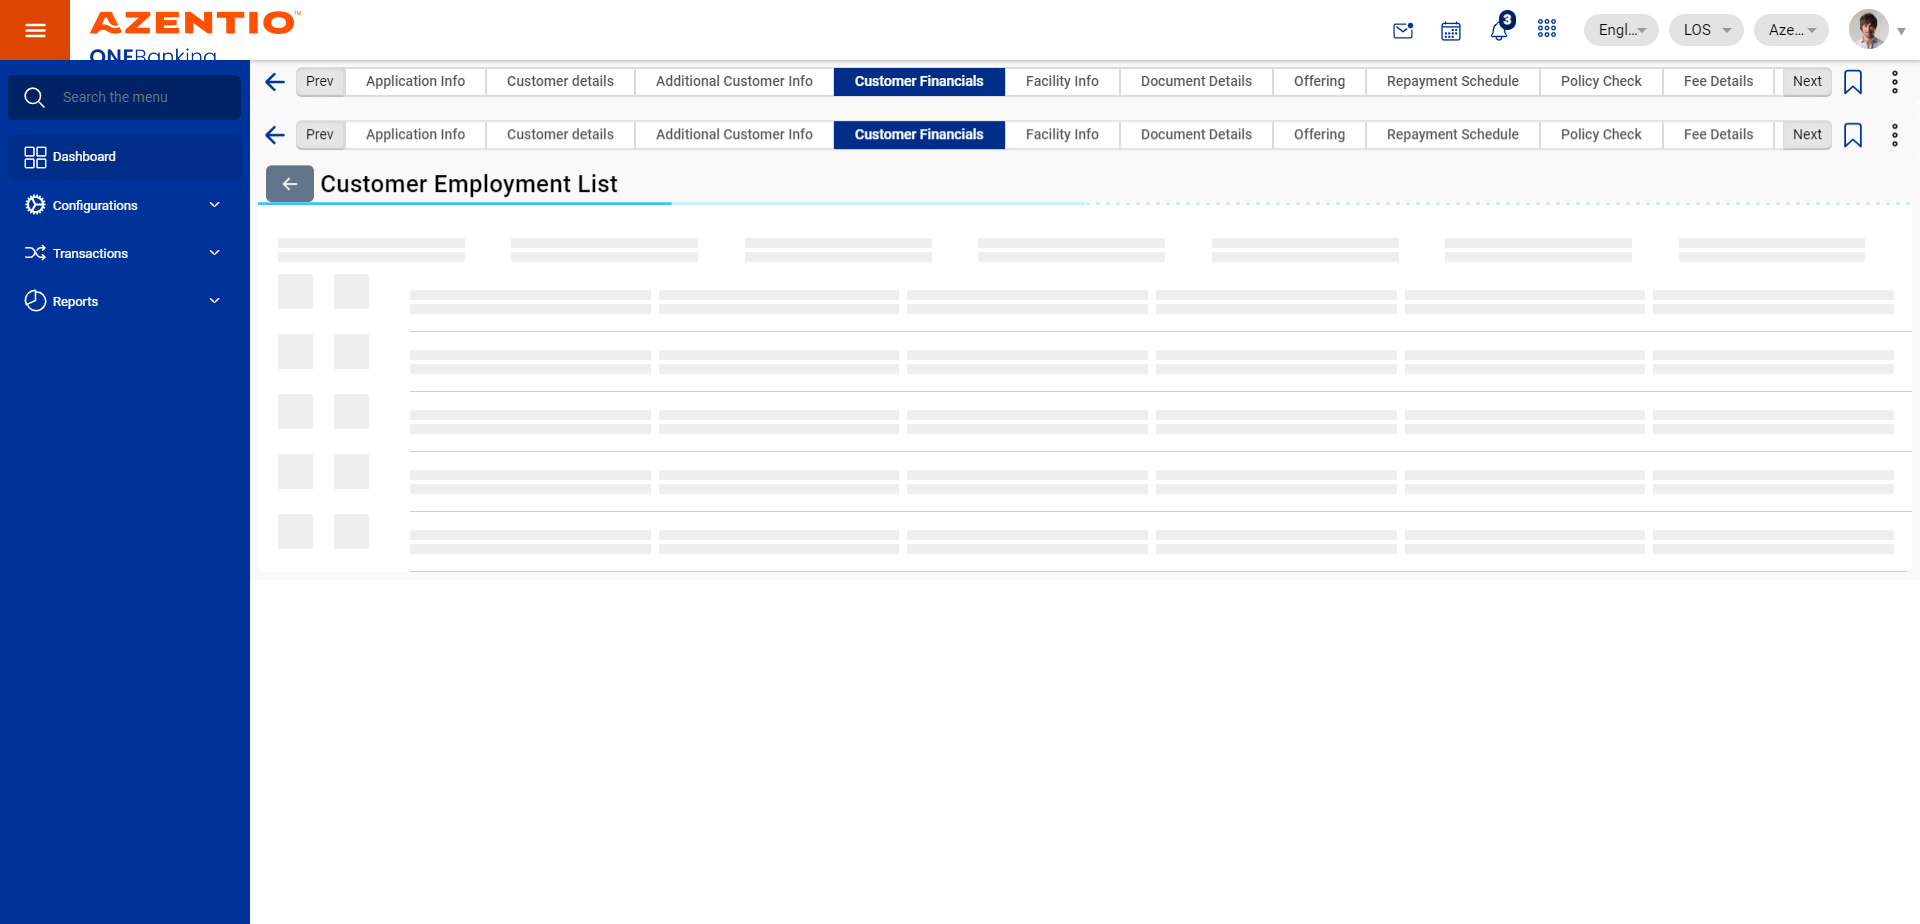 AZENTIO™
ONEBanking
3
Engl...
LOS
Aze...
Search the menu
Dashboard
Configurations
Transactions
Reports
Prev
Application Info
Customer details
Additional Customer Info
Customer Financials
Facility Info
Document Details
Offering
Repayment Schedule
Policy Check
Fee Details
Next
Prev
Application Info
Customer details
Additional Customer Info
Customer Financials
Facility Info
Document Details
Offering
Repayment Schedule
Policy Check
Fee Details
Next
Customer Employment List